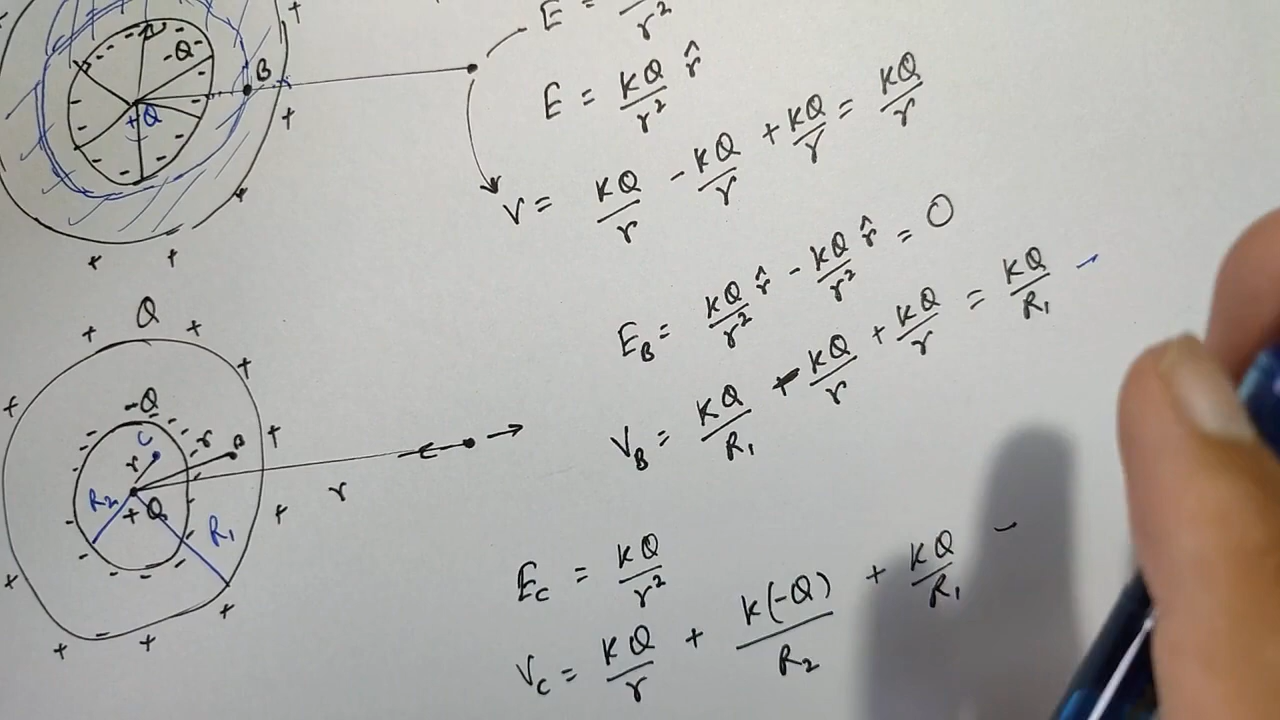 E = /r²
E = kQ/r² r̂
V = kQ/r - kQ/r + kQ/r = kQ/r
E_B = kQ/r² r̂ - kQ/r² r̂ = 0
V_B = kQ/R₁ + kQ/r + kQ/r = kQ/R₁ -
E_C = kQ/r²
V_C = kQ/r + k(-Q)/R₂ + kQ/R₁ -
-Q
B
+Q
Q
-Q
C
r
r
B
R₂
+Q
R₁
r